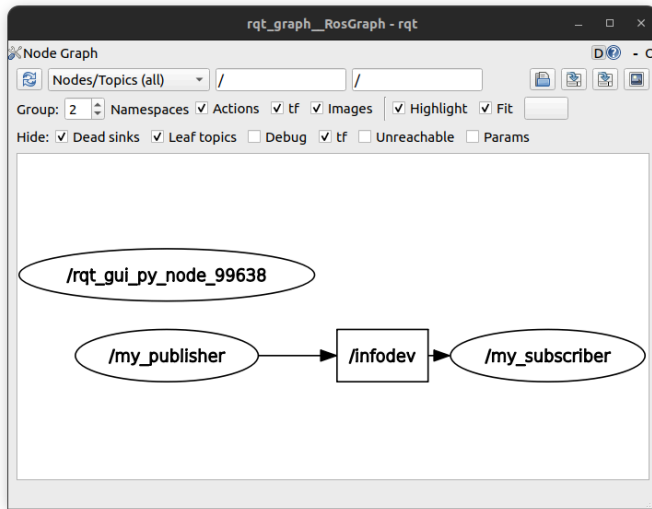 rqt_graph__RosGraph - rqt
Node Graph
D
- O
Nodes/Topics (all)
/
/
Group: 2 Namespaces Actions tf Images Highlight Fit
Hide: Dead sinks Leaf topics Debug tf Unreachable Params
/rqt_gui_py_node_99638
/my_publisher
/infodev
/my_subscriber